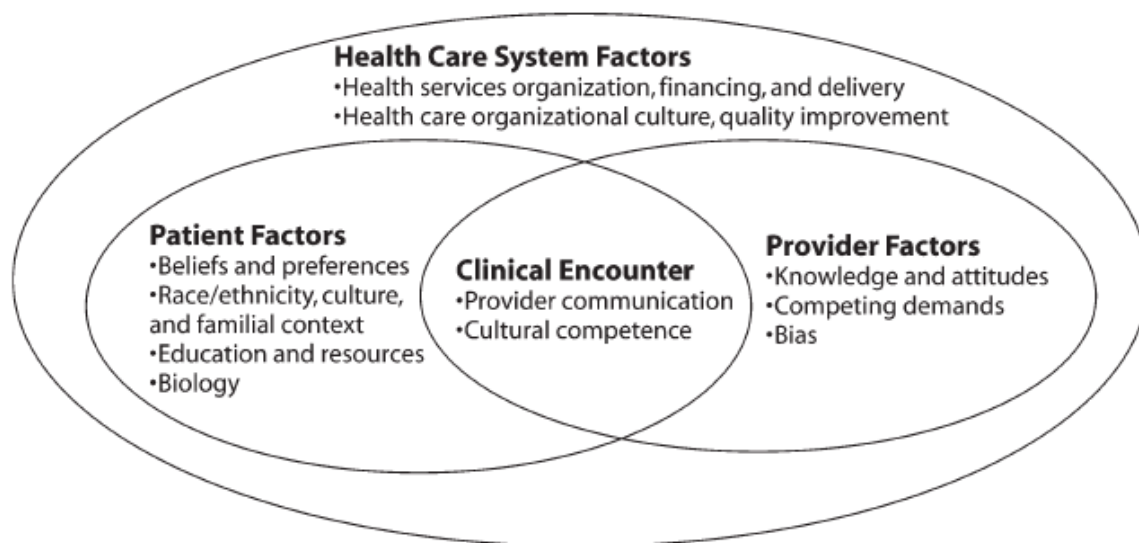 Health Care System Factors
•Health services organization, financing, and delivery
•Health care organizational culture, quality improvement
Patient Factors
•Beliefs and preferences
•Race/ethnicity, culture,
and familial context
•Education and resources
•Biology
Clinical Encounter
•Provider communication
•Cultural competence
Provider Factors
•Knowledge and attitudes
•Competing demands
•Bias